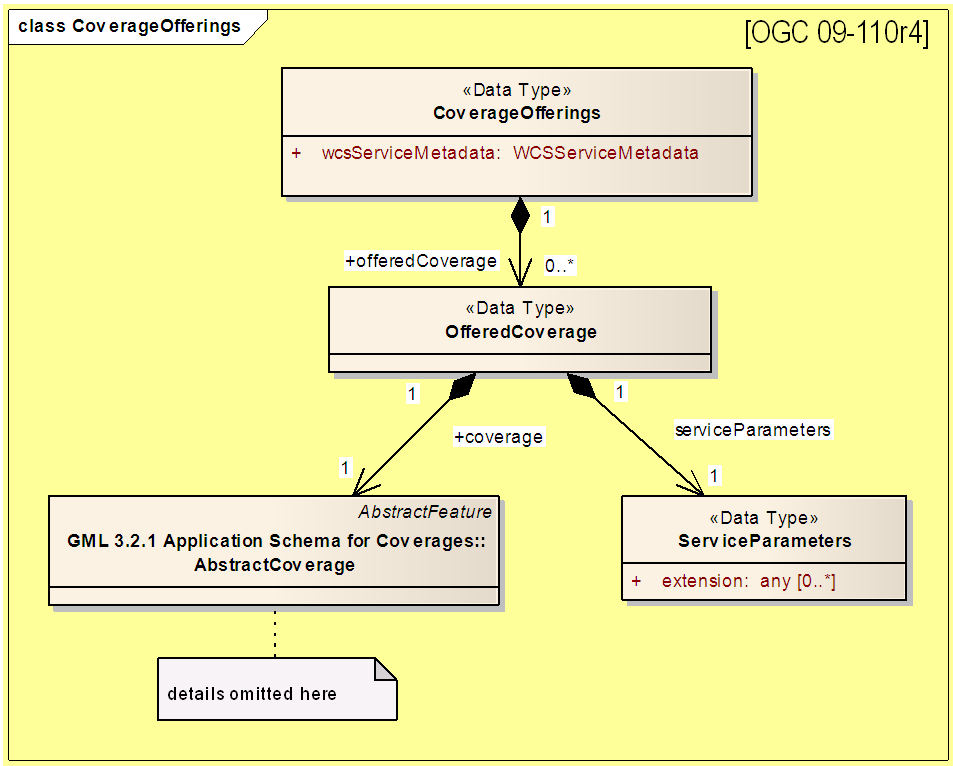 class CoverageOfferings
[OGC 09-110r4]
«Data Type»
CoverageOfferings
+ wcsServiceMetadata: WCSServiceMetadata
1
+offeredCoverage
0..*
«Data Type»
OfferedCoverage
1
1
+coverage
serviceParameters
1
1
AbstractFeature
GML 3.2.1 Application Schema for Coverages::
AbstractCoverage
«Data Type»
ServiceParameters
+ extension: any [0..*]
details omitted here